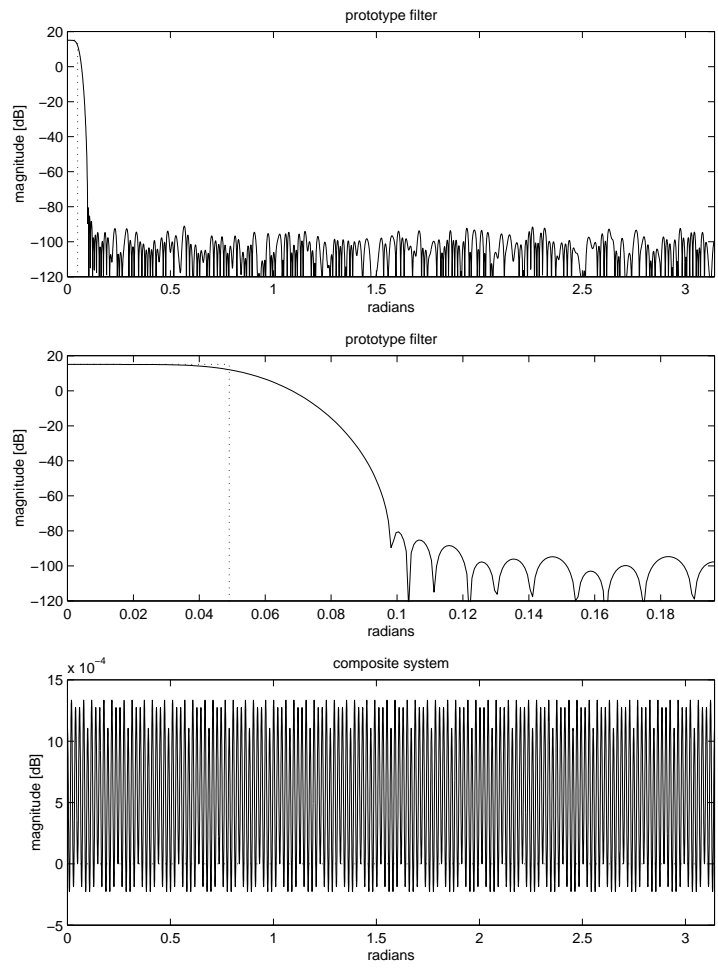 prototype filter
20
0
−20
−40
−60
−80
−100
−120
magnitude [dB]
0 0.5 1 1.5 2 2.5 3
radians
prototype filter
20
0
−20
−40
−60
−80
−100
−120
magnitude [dB]
0 0.02 0.04 0.06 0.08 0.1 0.12 0.14 0.16 0.18
radians
composite system
x 10⁻⁴
15
10
5
0
−5
magnitude [dB]
0 0.5 1 1.5 2 2.5 3
radians